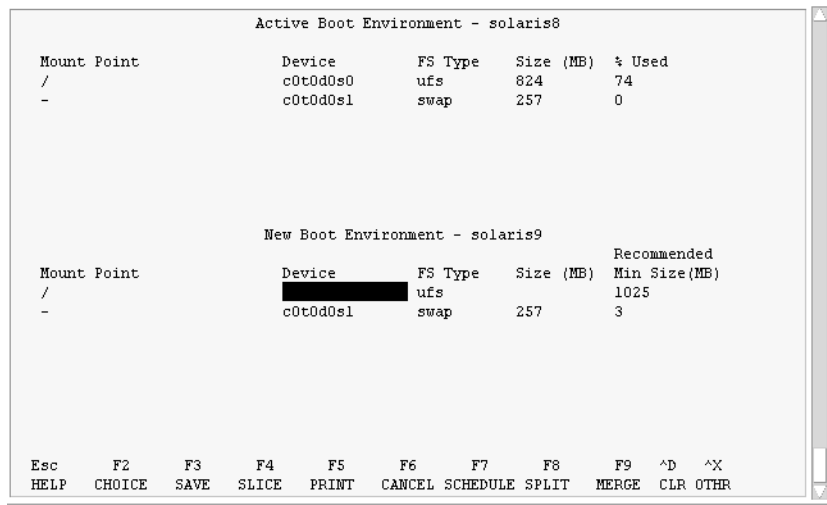 Active Boot Environment - solaris8
Mount Point Device FS Type Size (MB) % Used
/ c0t0d0s0 ufs 824 74
- c0t0d0s1 swap 257 0
New Boot Environment - solaris9
Recommended
Mount Point Device FS Type Size (MB) Min Size(MB)
/ ufs 1025
- c0t0d0s1 swap 257 3
Esc F2 F3 F4 F5 F6 F7 F8 F9 ^D ^X
HELP CHOICE SAVE SLICE PRINT CANCEL SCHEDULE SPLIT MERGE CLR OTHR